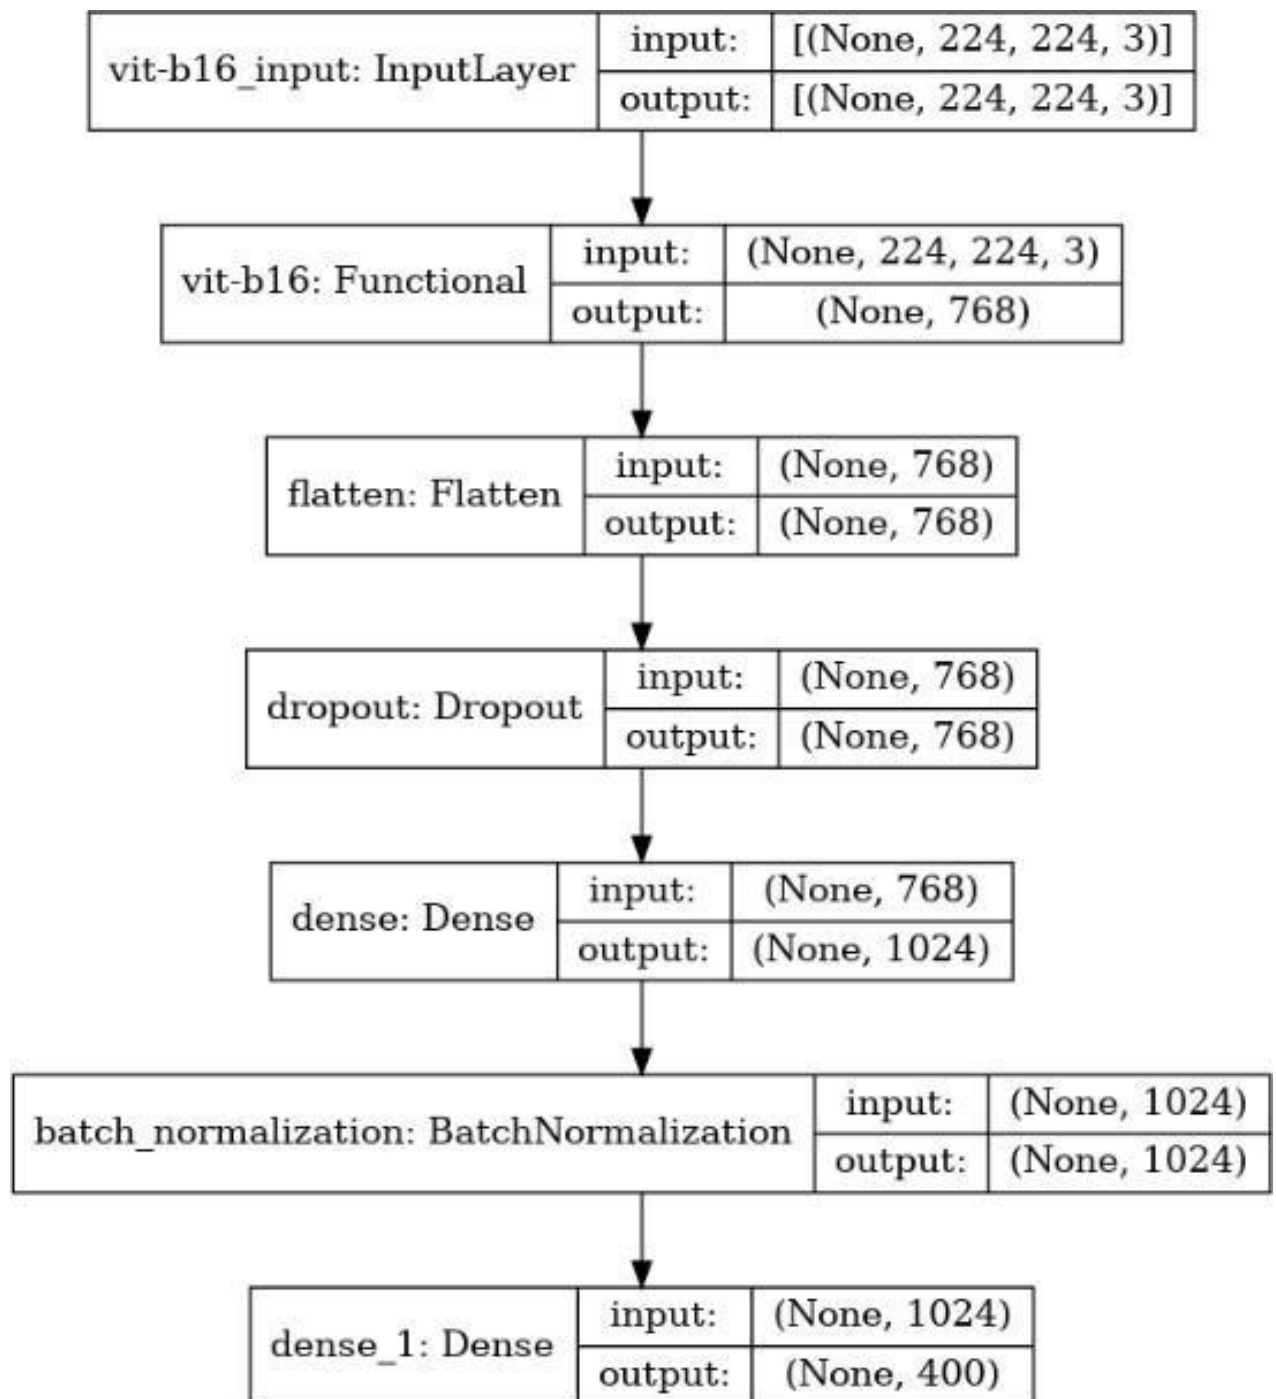 vit-b16_input: InputLayer
input: [(None, 224, 224, 3)]
output: [(None, 224, 224, 3)]
vit-b16: Functional
input: (None, 224, 224, 3)
output: (None, 768)
flatten: Flatten
input: (None, 768)
output: (None, 768)
dropout: Dropout
input: (None, 768)
output: (None, 768)
dense: Dense
input: (None, 768)
output: (None, 1024)
batch_normalization: BatchNormalization
input: (None, 1024)
output: (None, 1024)
dense_1: Dense
input: (None, 1024)
output: (None, 400)